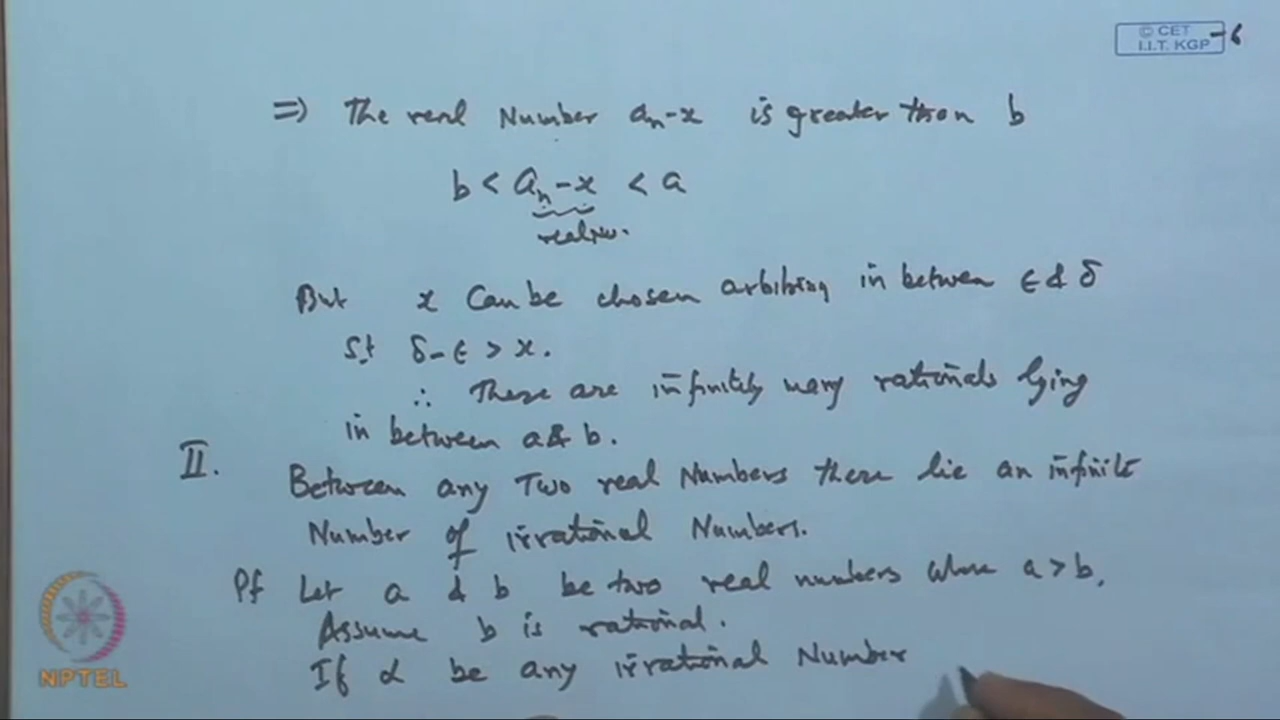 © CET
I.I.T. KGP -6
=) The real Number aₙ-x is greater than b
b < aₙ-x < a
real No.
But x Can be chosen arbitrary in between ϵ & δ
St δ-ϵ > x.
∴ There are infinitely many rationals lying
in between a & b.
II. Between any Two real Numbers there lie an infinite
Number of irrational Numbers.
Pf Let a & b be two real numbers where a > b,
Assume b is rational.
If α be any irrational Number
NPTEL